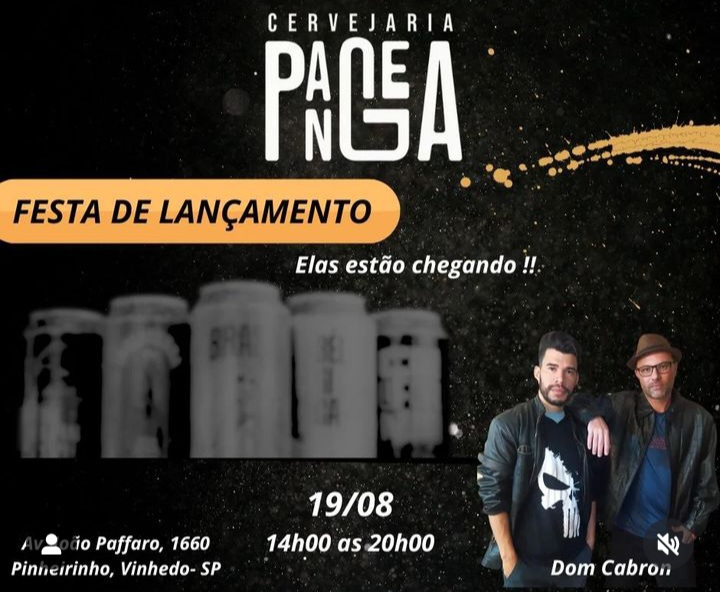 CERVEJARIA
PANGEA
FESTA DE LANÇAMENTO
Elas estão chegando !!
19/08
14h00 as 20h00
João Paffaro, 1660
Pinheirinho, Vinhedo- SP
Dom Cabron